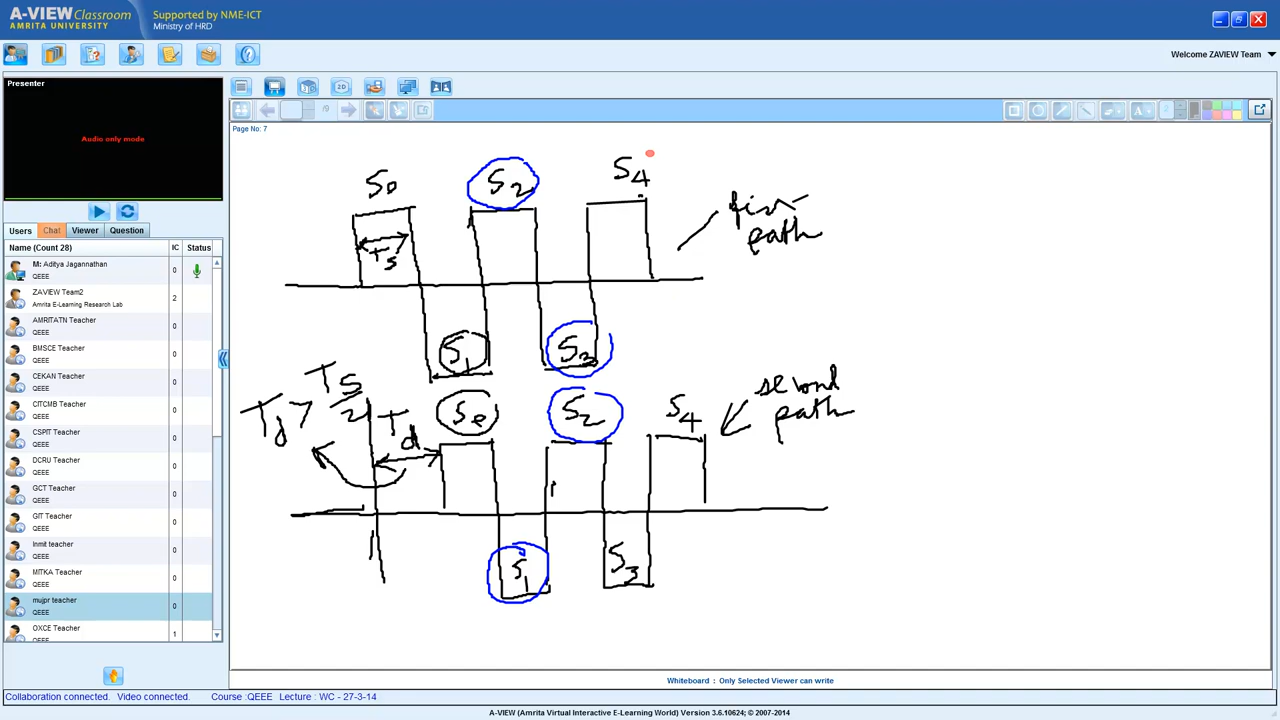 A-VIEW Classroom
AMRITA UNIVERSITY
Supported by NME-ICT
Ministry of HRD
Welcome ZAVIEW Team
Presenter
Audio only mode
Users Chat Viewer Question
Name (Count 28) IC Status
M: Aditya Jagannathan 0
QEEE
ZAVIEW Team2 2
Amrita E-Learning Research Lab
AMRITATN Teacher 0
QEEE
BMSCE Teacher 0
QEEE
CEKAN Teacher 0
QEEE
CITCMB Teacher 0
QEEE
CSPIT Teacher 0
QEEE
DCRU Teacher 0
QEEE
GCT Teacher 0
QEEE
GIT Teacher 0
QEEE
Inmit teacher 0
QEEE
MITKA Teacher 0
QEEE
mujpr teacher 0
QEEE
OXCE Teacher 1
QEEE
2D
A
2
Page No: 7
S0 S2 S4
Ts
first
path
S1 S3
Td > Ts/2
Td
S0 S2 S4
second
path
S1 S3
Whiteboard : Only Selected Viewer can write
Collaboration connected. Video connected. Course :QEEE Lecture : WC - 27-3-14
A-VIEW (Amrita Virtual Interactive E-Learning World) Version 3.6.10624; © 2007-2014